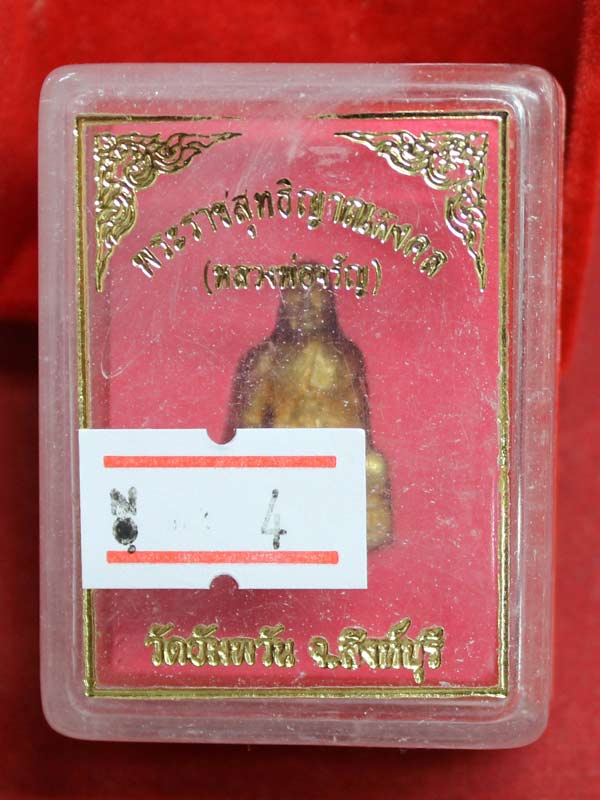 พระราชสุทธิญาณมังคล
(หลวงพ่อจรัญ)
4
วัดอัมพวัน จ.สิงห์บุรี